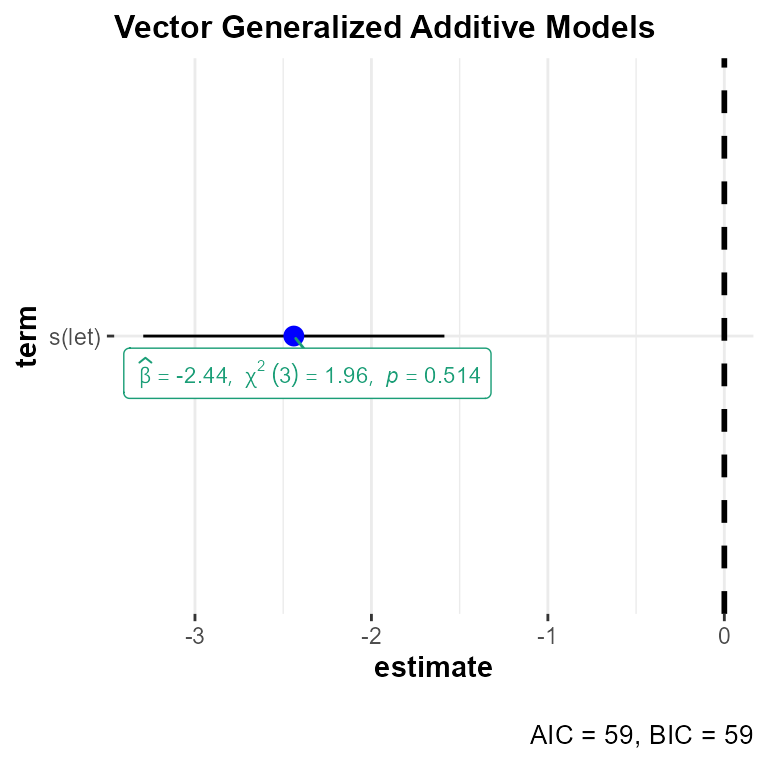 Vector Generalized Additive Models
term
s(let)
β̂ = -2.44, χ² (3) = 1.96, p = 0.514
-3 -2 -1 0
estimate
AIC = 59, BIC = 59